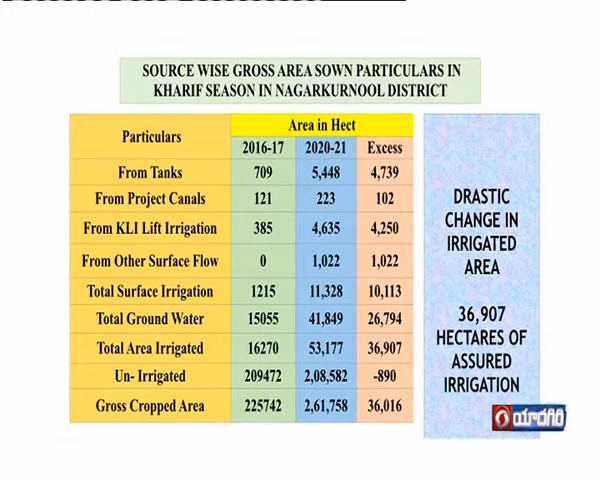 SOURCE WISE GROSS AREA SOWN PARTICULARS IN
KHARIF SEASON IN NAGARKURNOOL DISTRICT
Particulars Area in Hect
2016-17 2020-21 Excess
From Tanks 709 5,448 4,739
From Project Canals 121 223 102
From KLI Lift Irrigation 385 4,635 4,250
From Other Surface Flow 0 1,022 1,022
Total Surface Irrigation 1215 11,328 10,113
Total Ground Water 15055 41,849 26,794
Total Area Irrigated 16270 53,177 36,907
Un- Irrigated 209472 2,08,582 -890
Gross Cropped Area 225742 2,61,758 36,016
DRASTIC
CHANGE IN
IRRIGATED
AREA
36,907
HECTARES OF
ASSURED
IRRIGATION
యాదగిరి